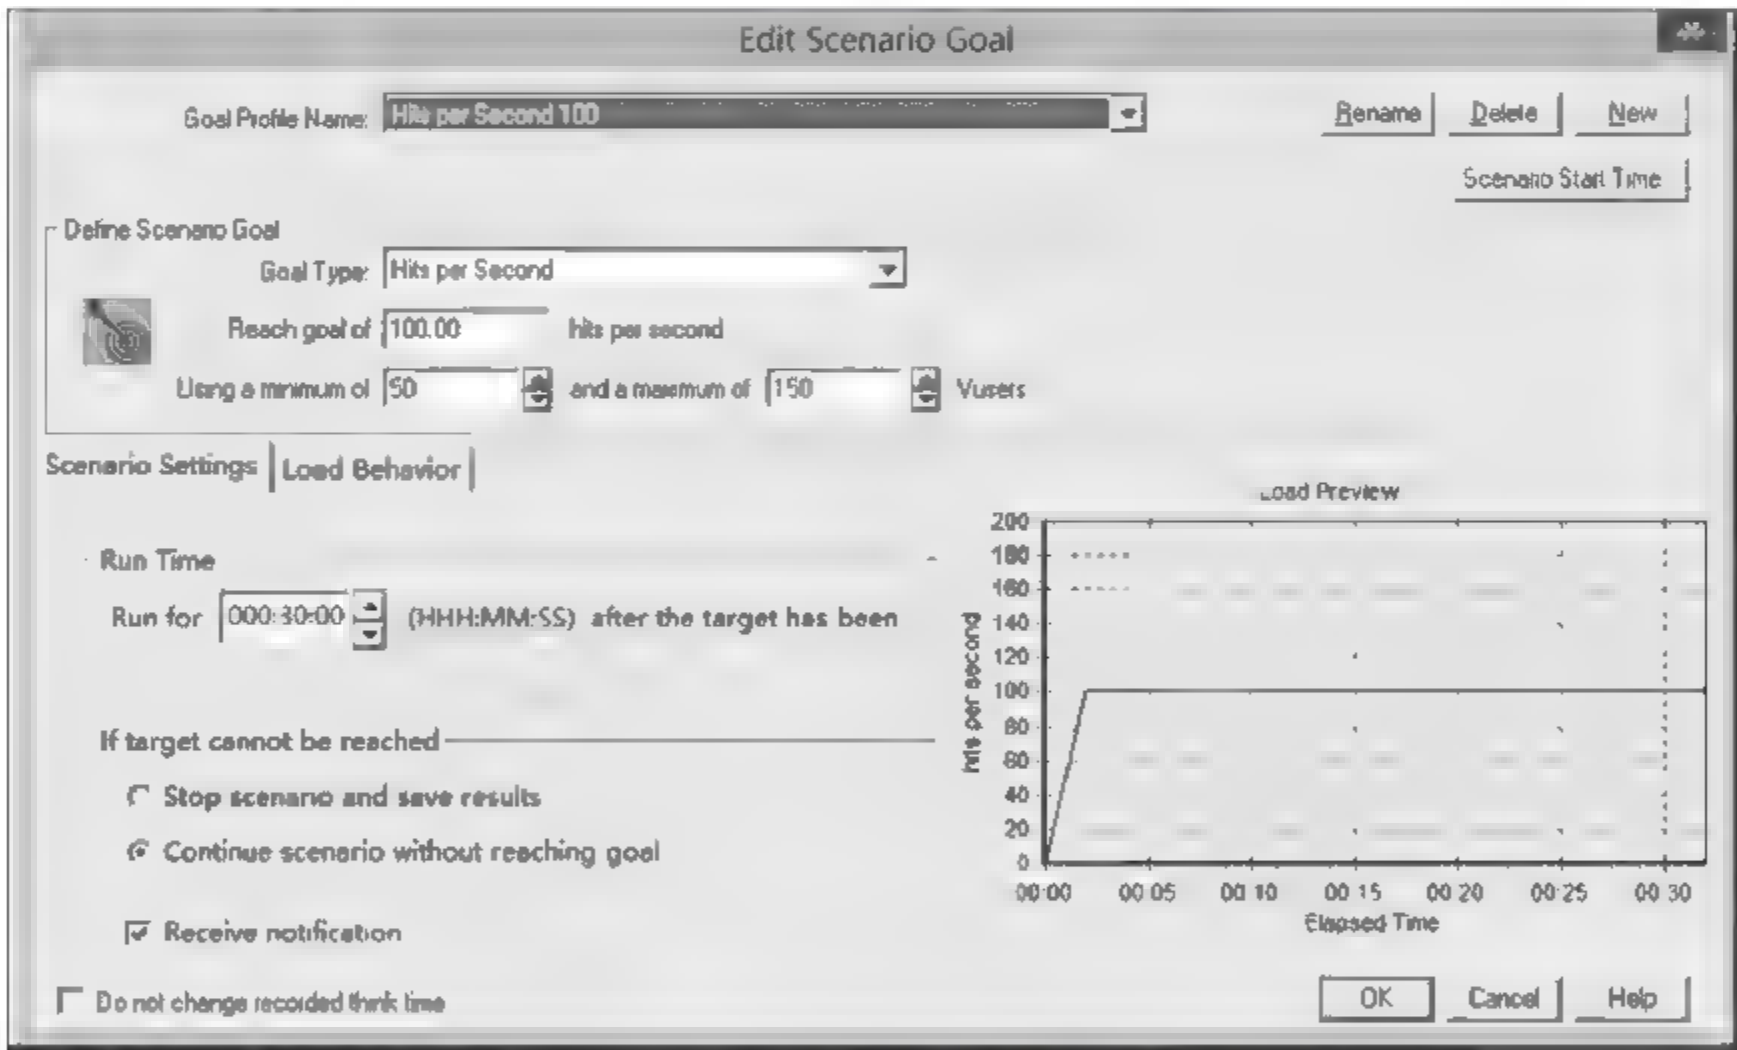 Edit Scenario Goal
Goal Profile Name: Hits per Second 100
Rename Delete New
Scenario Start Time
Define Scenario Goal
Goal Type: Hits per Second
Reach goal of 100.00 hits per second
Using a minimum of 50 and a maximum of 150 Vusers
Scenario Settings Load Behavior
Run Time
Run for 000:30:00 (HHH:MM:SS) after the target has been
If target cannot be reached
Stop scenario and save results
Continue scenario without reaching goal
Receive notification
Do not change recorded think time
Load Preview
200
180
160
140
120
100
80
60
40
20
0
hits per second
00:00 00:05 00:10 00:15 00:20 00:25 00:30
Elapsed Time
OK Cancel Help